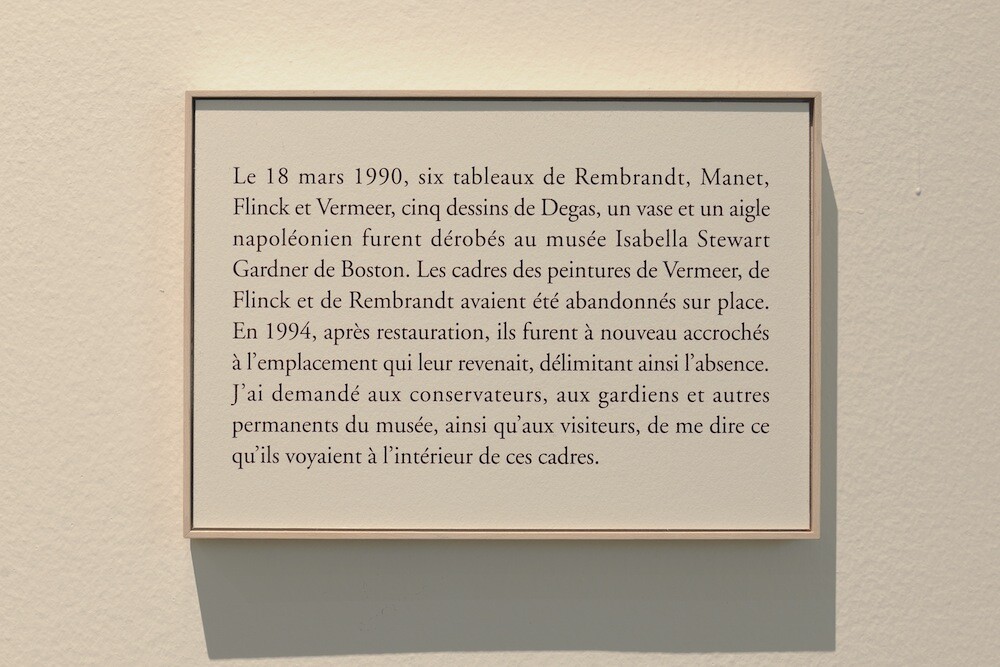 Le 18 mars 1990, six tableaux de Rembrandt, Manet,
Flinck et Vermeer, cinq dessins de Degas, un vase et un aigle
napoléonien furent dérobés au musée Isabella Stewart
Gardner de Boston. Les cadres des peintures de Vermeer, de
Flinck et de Rembrandt avaient été abandonnés sur place.
En 1994, après restauration, ils furent à nouveau accrochés
à l’emplacement qui leur revenait, délimitant ainsi l’absence.
J’ai demandé aux conservateurs, aux gardiens et autres
permanents du musée, ainsi qu’aux visiteurs, de me dire ce
qu’ils voyaient à l’intérieur de ces cadres.